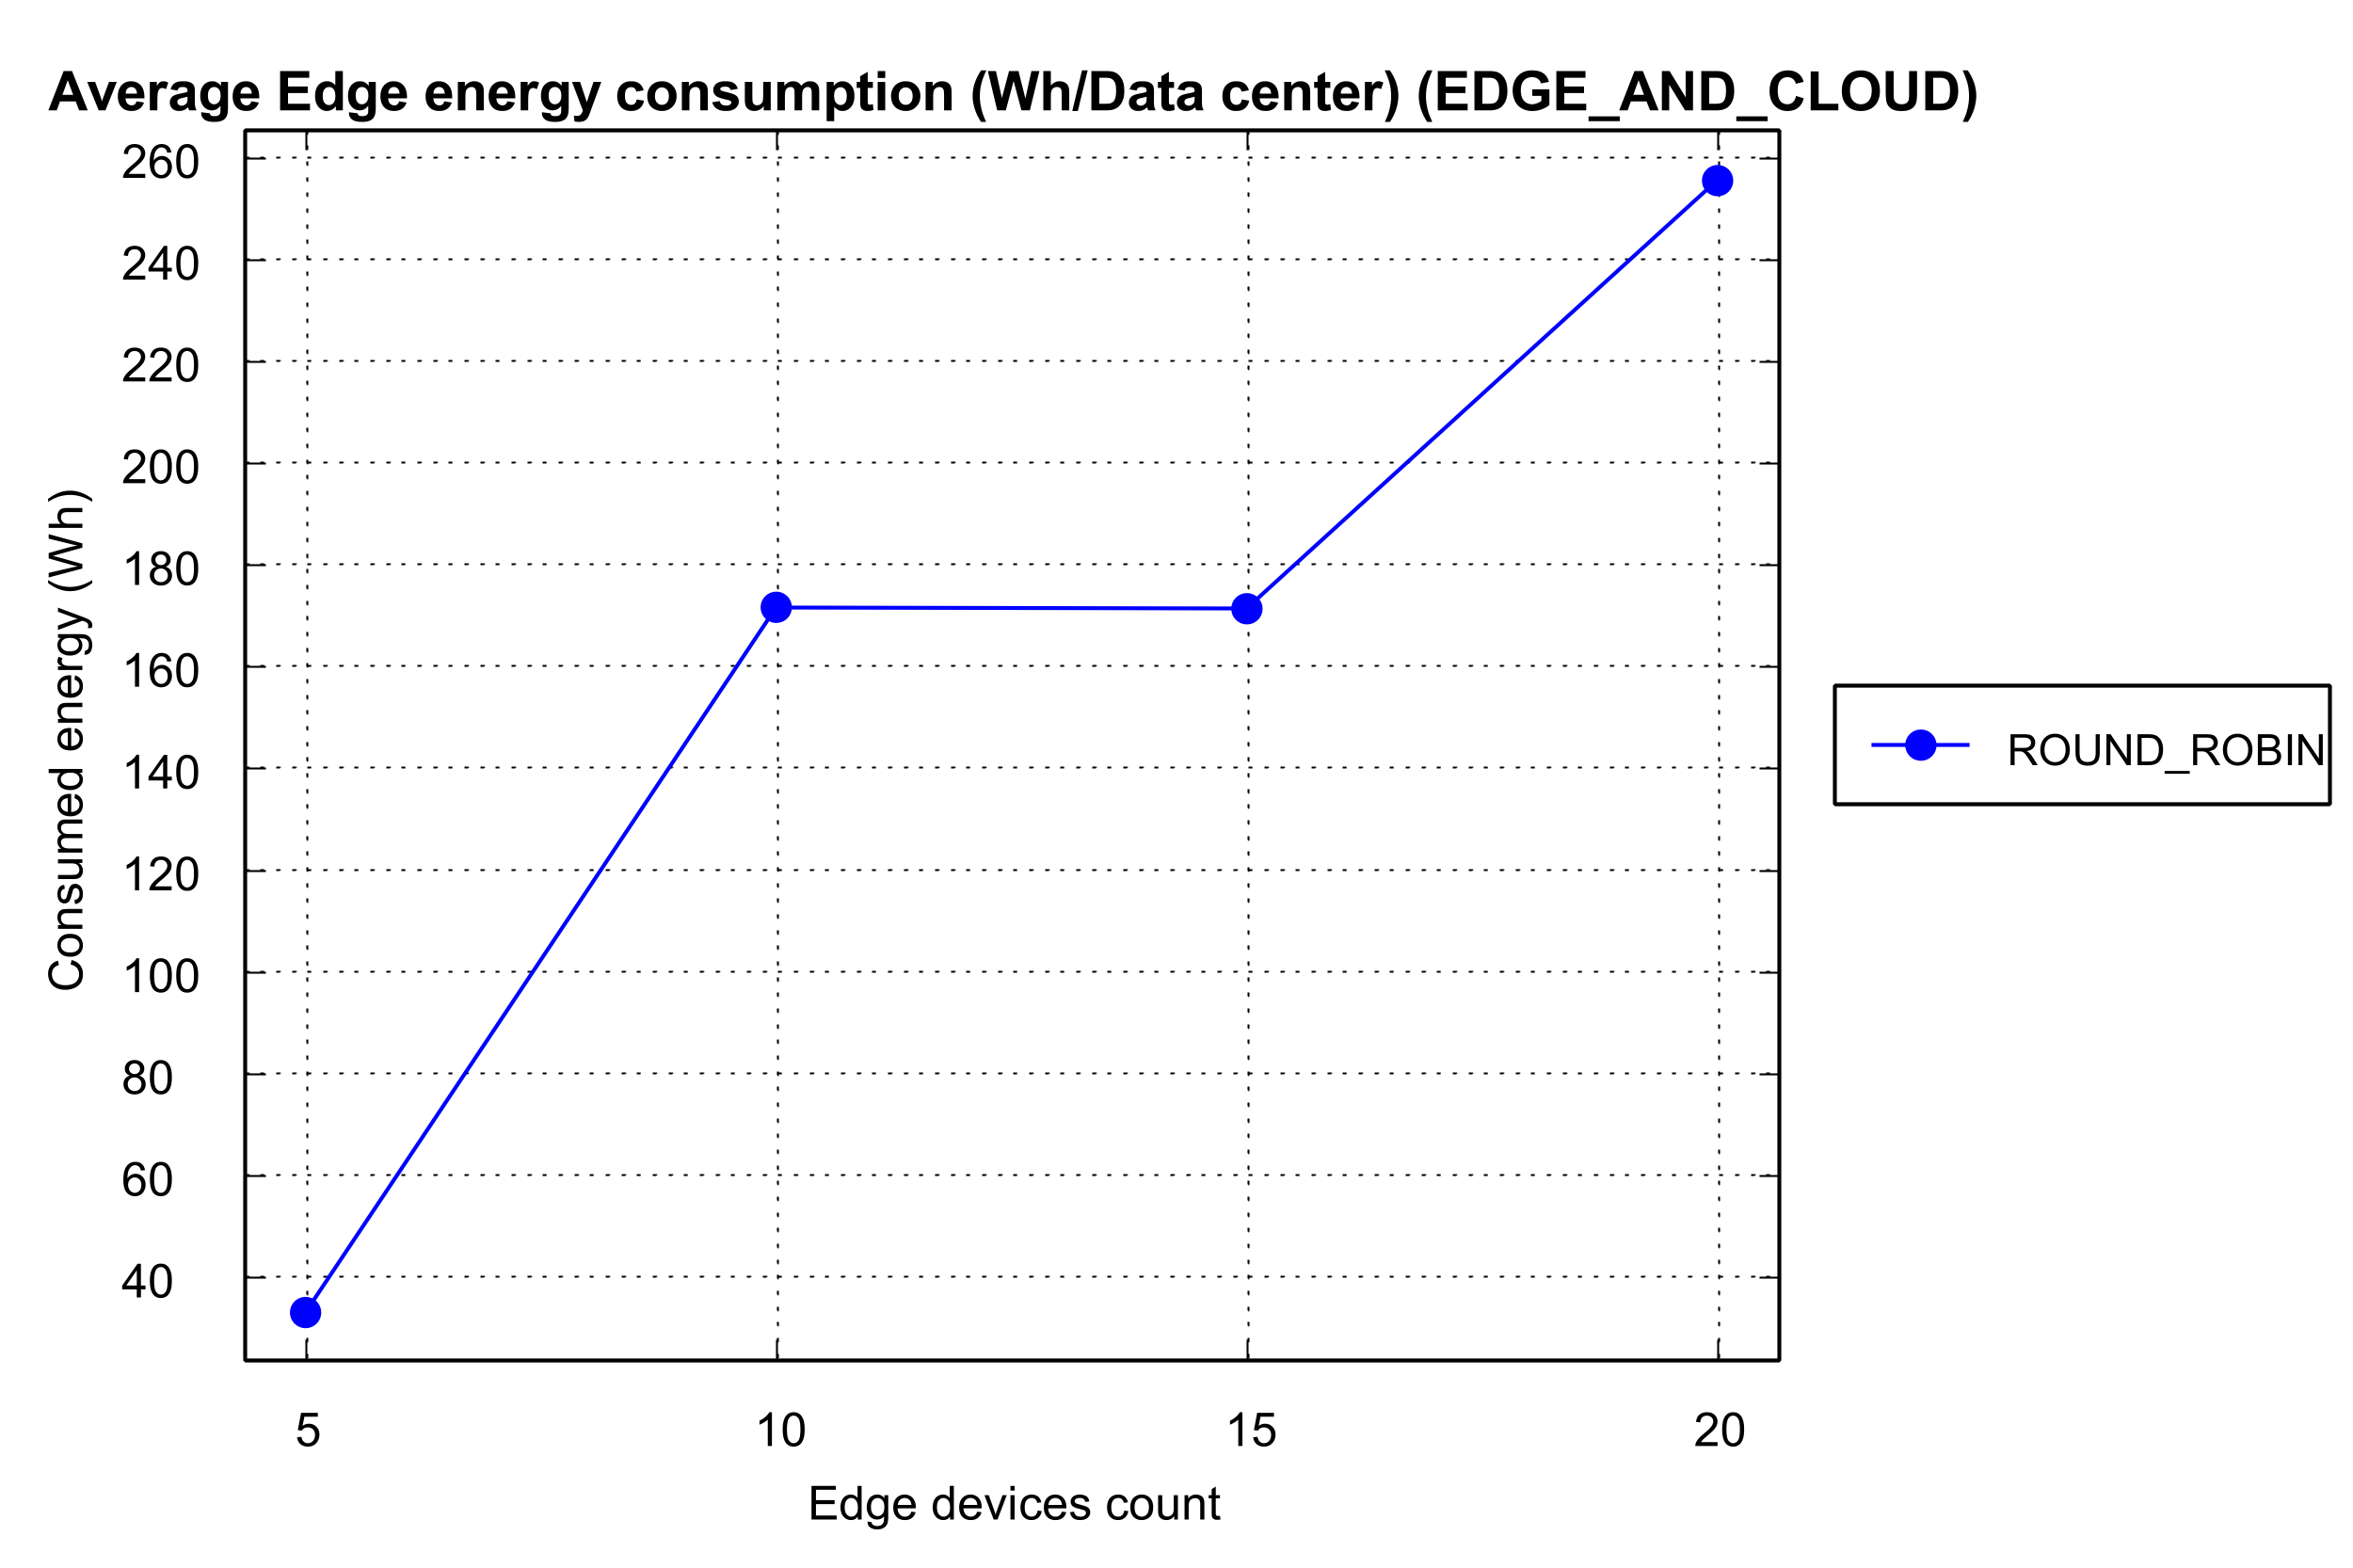 Average Edge energy consumption (Wh/Data center) (EDGE_AND_CLOUD)
260
240
220
200
180
160
140
120
100
80
60
40
Consumed energy (Wh)
5 10 15 20
Edge devices count
ROUND_ROBIN